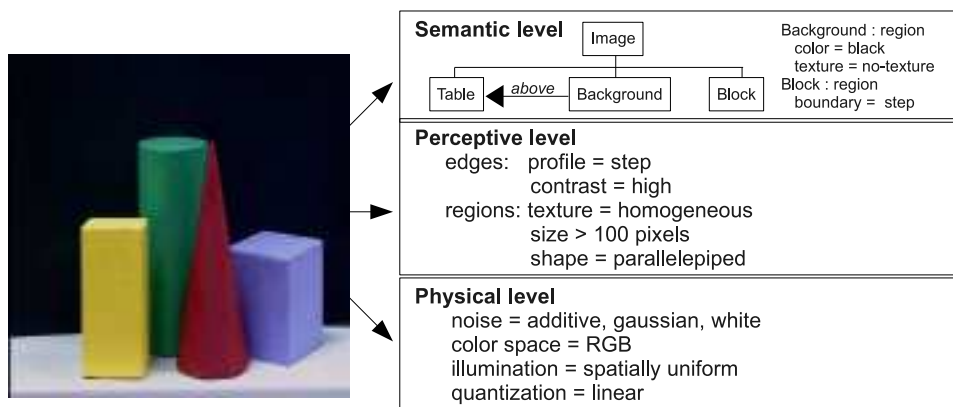 Semantic level
Image
Table
above
Background
Block
Background : region
color = black
texture = no-texture
Block : region
boundary = step
Perceptive level
edges: profile = step
contrast = high
regions: texture = homogeneous
size > 100 pixels
shape = parallelepiped
Physical level
noise = additive, gaussian, white
color space = RGB
illumination = spatially uniform
quantization = linear